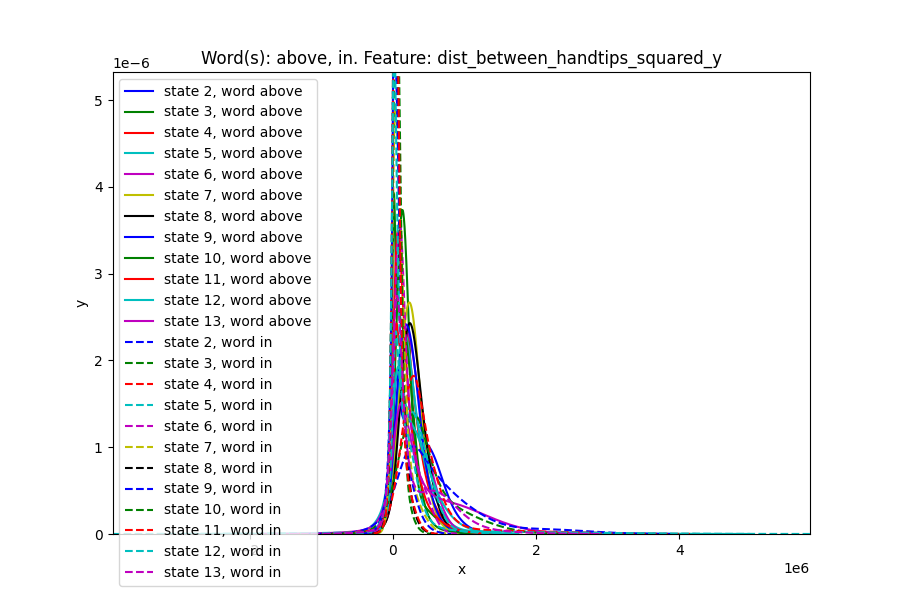 Word(s): above, in. Feature: dist_between_handtips_squared_y
1e−6
5
4
3
2
1
0
y
state 2, word above
state 3, word above
state 4, word above
state 5, word above
state 6, word above
state 7, word above
state 8, word above
state 9, word above
state 10, word above
state 11, word above
state 12, word above
state 13, word above
state 2, word in
state 3, word in
state 4, word in
state 5, word in
state 6, word in
state 7, word in
state 8, word in
state 9, word in
state 10, word in
state 11, word in
state 12, word in
state 13, word in
0 2 4
x
1e6